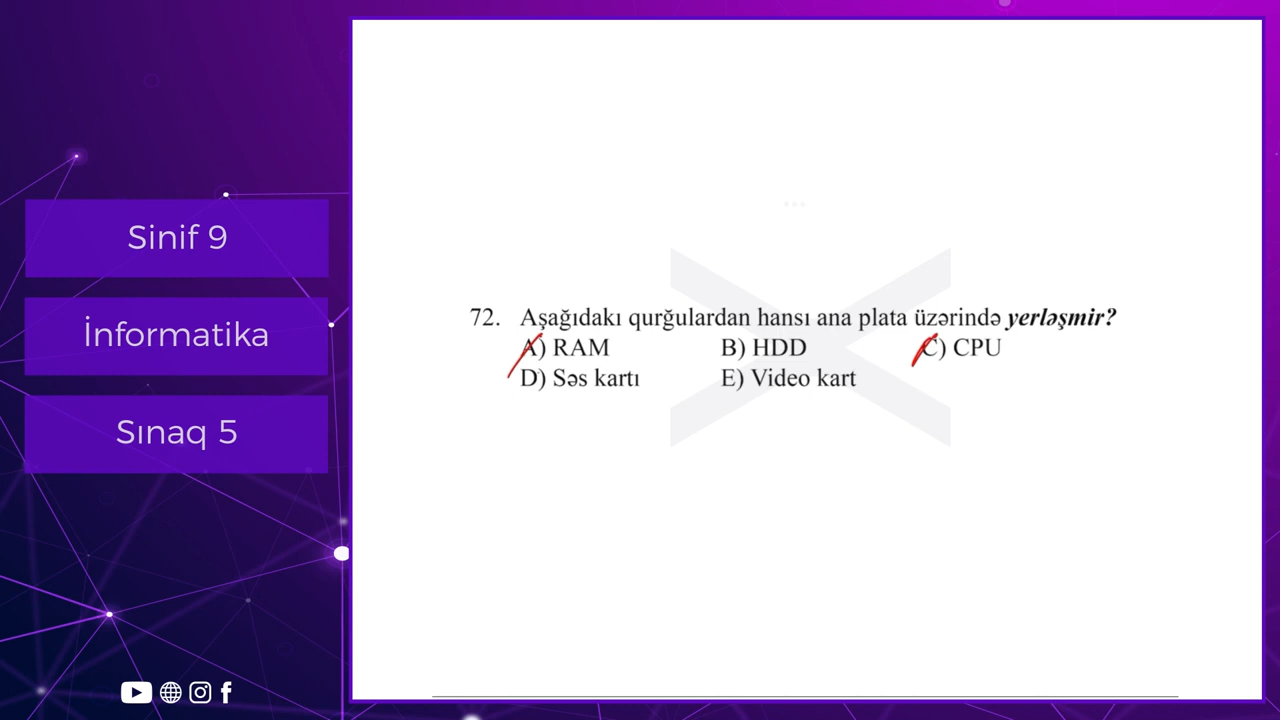 Sinif 9
İnformatika
Sınaq 5
72. Aşağıdakı qurğulardan hansı ana plata üzərində yerləşmir?
A) RAM B) HDD C) CPU
D) Səs kartı E) Video kart